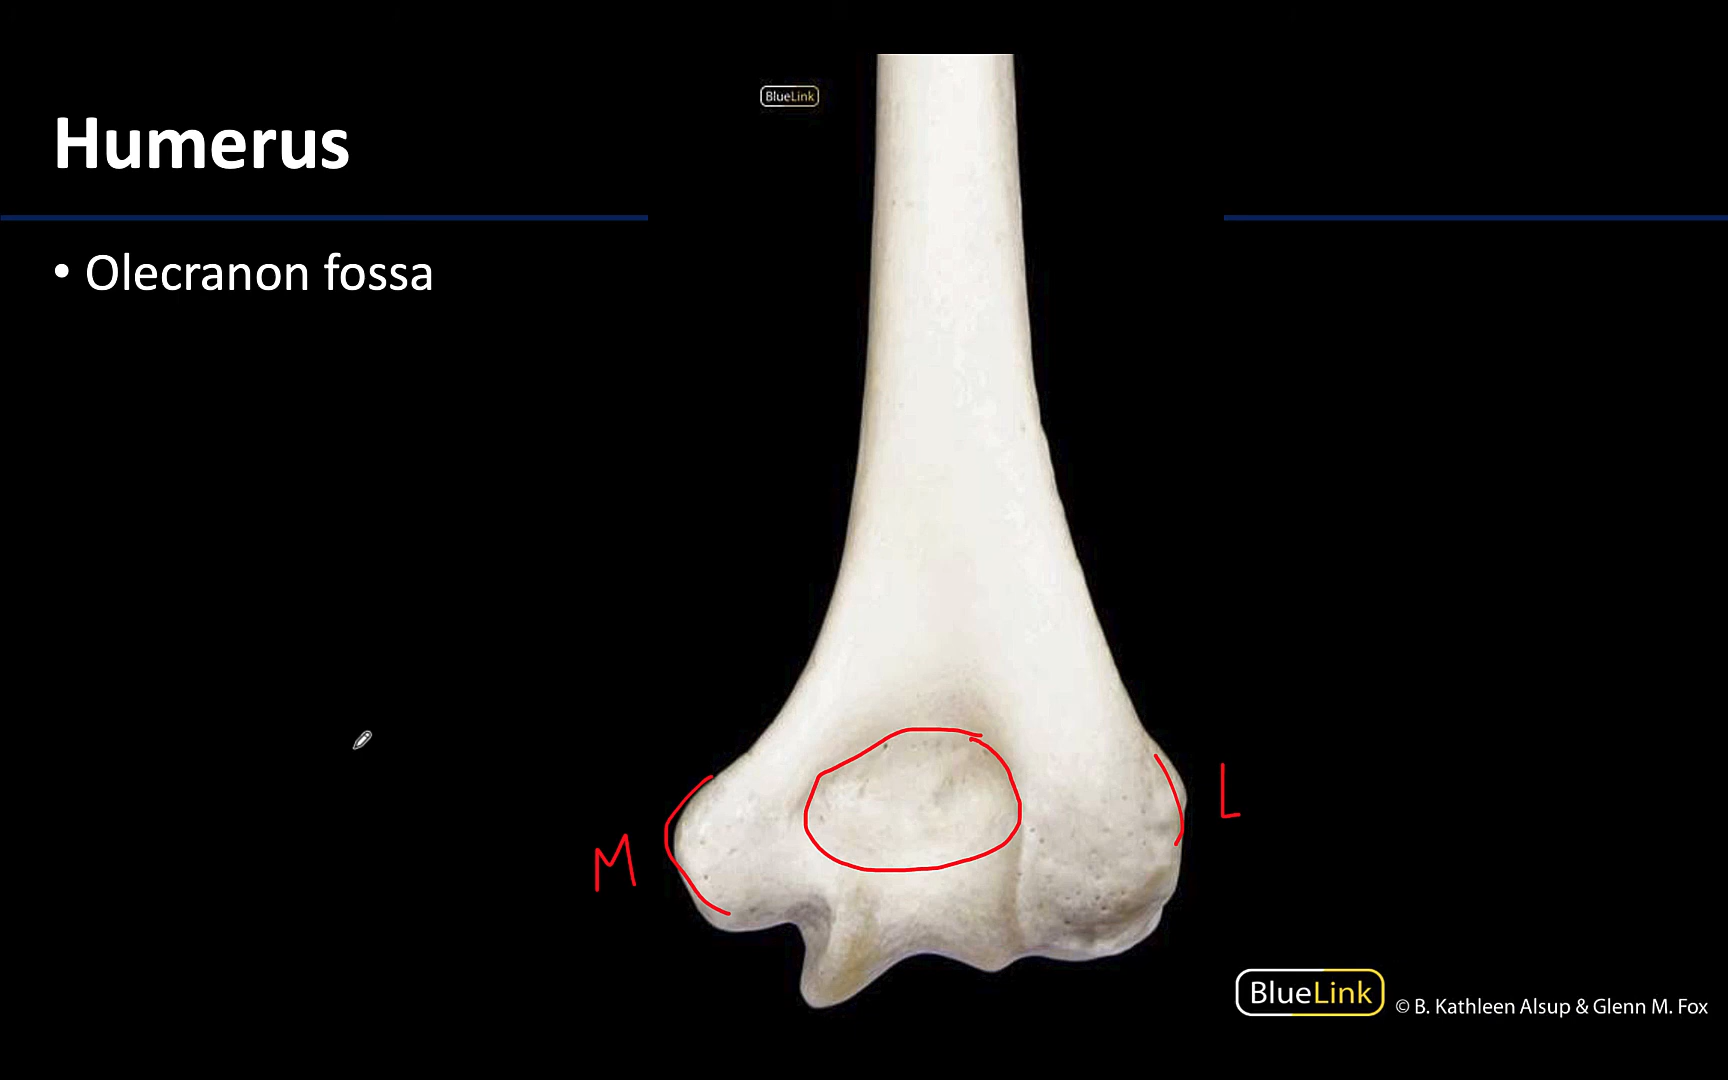 BlueLink
Humerus
• Olecranon fossa
L
M
BlueLink © B. Kathleen Alsup & Glenn M. Fox